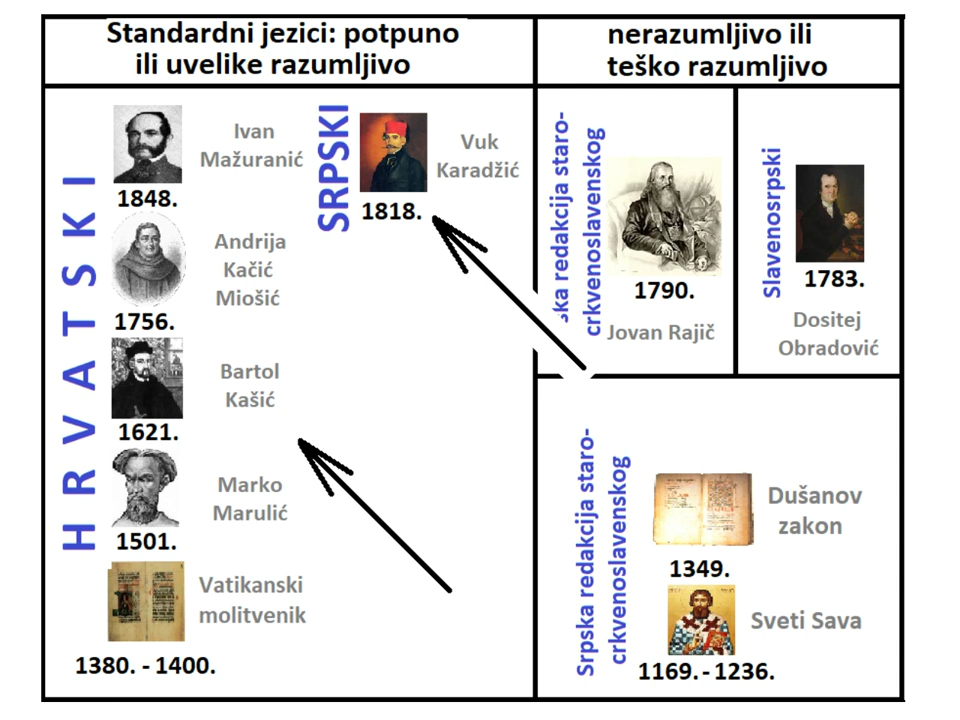 Standardni jezici: potpuno
ili uvelike razumljivo
nerazumljivo ili
teško razumljivo
HRVATSKI
Ivan
Mažuranić
1848.
Andrija
Kačić
Miošić
1756.
Bartol
Kašić
1621.
Marko
Marulić
1501.
Vatikanski
molitvenik
1380. - 1400.
SRPSKI
Vuk
Karadžić
1818.
ska redakcija staro-
crkvenoslavenskog
1790.
Jovan Rajič
Slavenosrpski
1783.
Dositej
Obradović
Srpska redakcija staro-
crkvenoslavenskog
Dušanov
zakon
1349.
Sveti Sava
1169. - 1236.